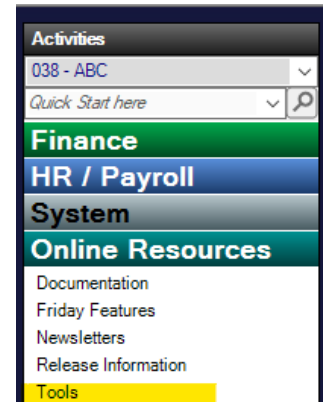 Activities
038 - ABC
Quick Start here
Finance
HR / Payroll
System
Online Resources
Documentation
Friday Features
Newsletters
Release Information
Tools